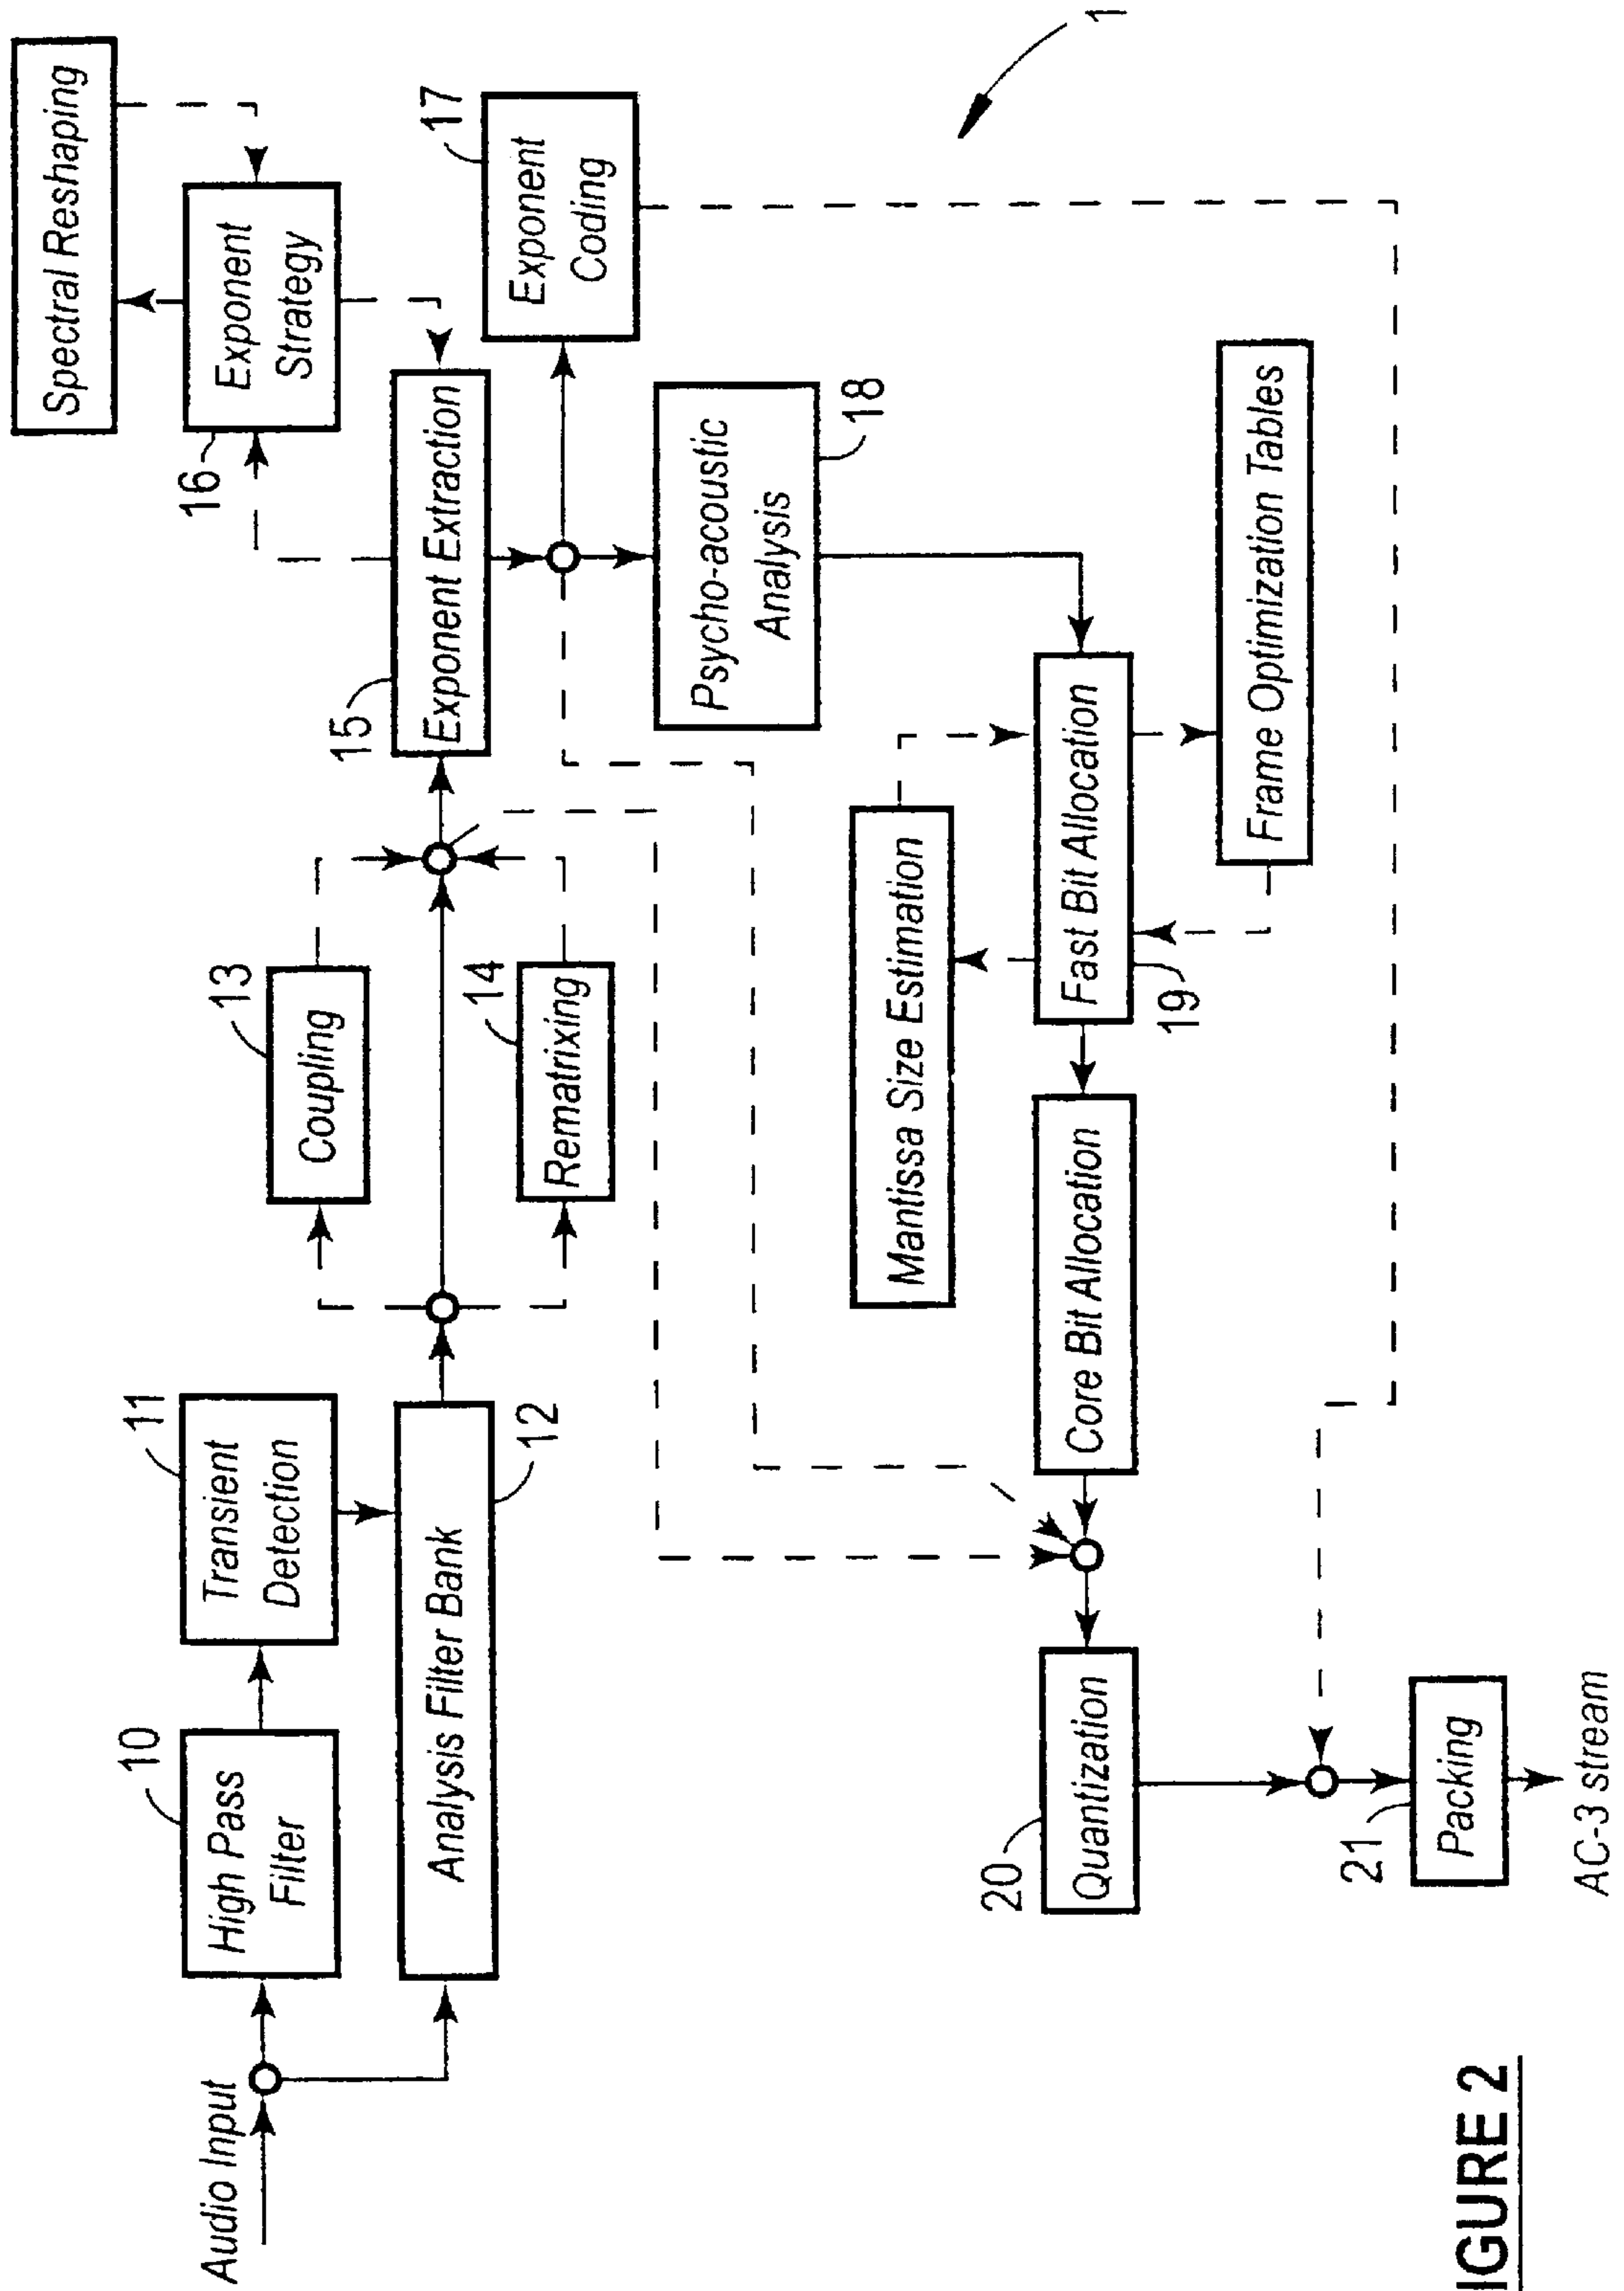 Audio Input
10
High Pass
Filter
11
Transient
Detection
Analysis Filter Bank
12
13
Coupling
14
Rematrixing
15
Exponent Extraction
16
Exponent
Strategy
Spectral Reshaping
17
Exponent
Coding
Psycho-acoustic
Analysis
18
Mantissa Size Estimation
Fast Bit Allocation
19
Frame Optimization Tables
Core Bit Allocation
20
Quantization
21
Packing
AC-3 stream
1
IGURE 2